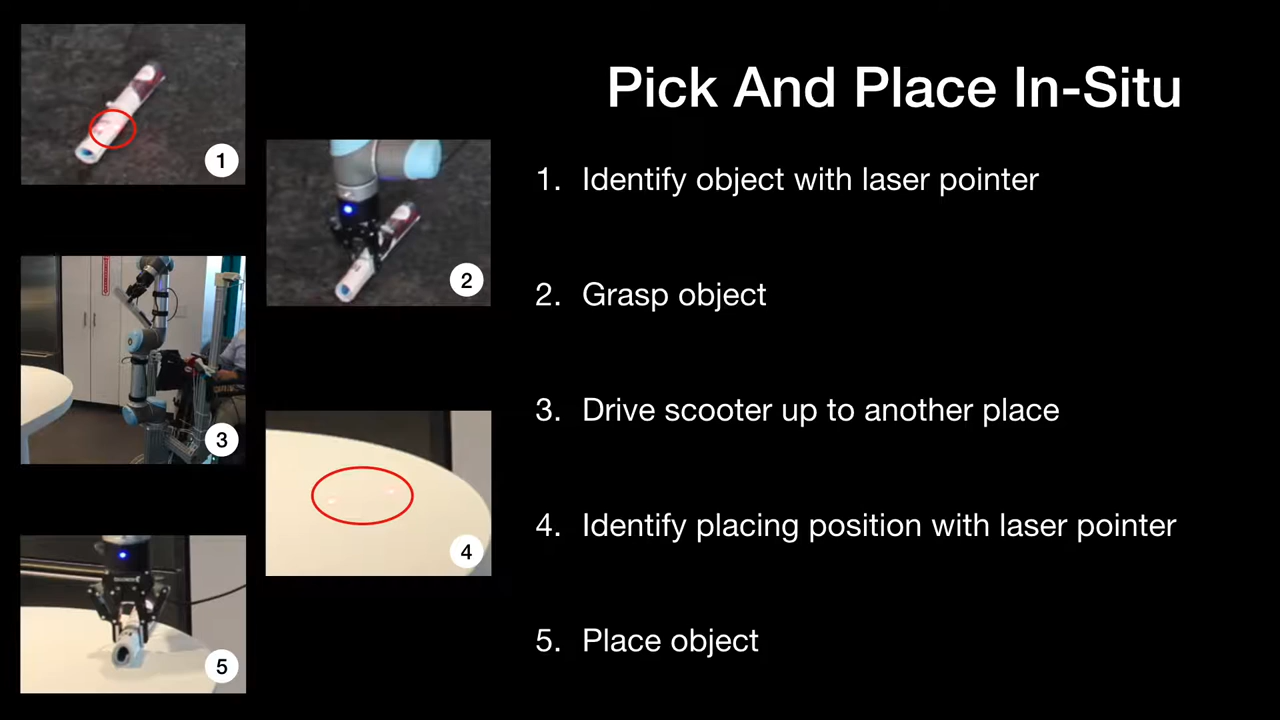 Pick And Place In-Situ
1. Identify object with laser pointer
2. Grasp object
3. Drive scooter up to another place
4. Identify placing position with laser pointer
5. Place object
1
2
3
4
5